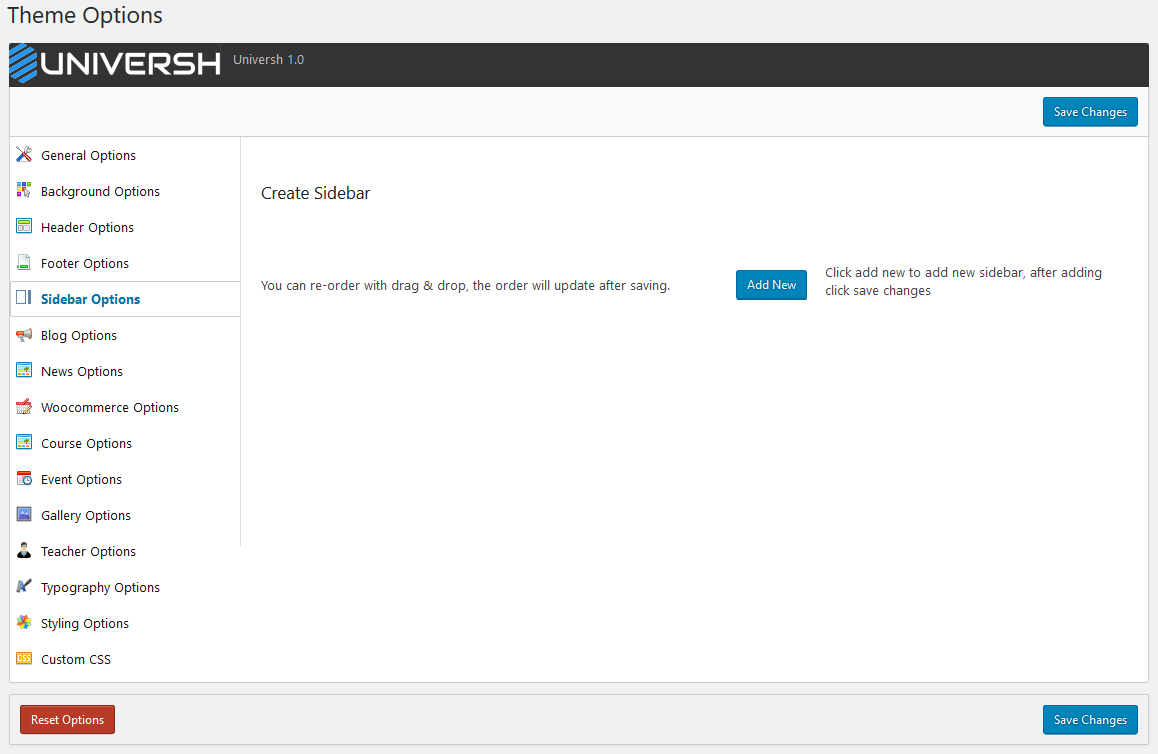 Theme Options
UNIVERSH
Universh 1.0
Save Changes
General Options
Background Options
Header Options
Footer Options
Sidebar Options
Blog Options
News Options
Woocommerce Options
Course Options
Event Options
Gallery Options
Teacher Options
Typography Options
Styling Options
CSS
Custom CSS
Create Sidebar
You can re-order with drag & drop, the order will update after saving.
Add New
Click add new to add new sidebar, after adding
click save changes
Reset Options
Save Changes